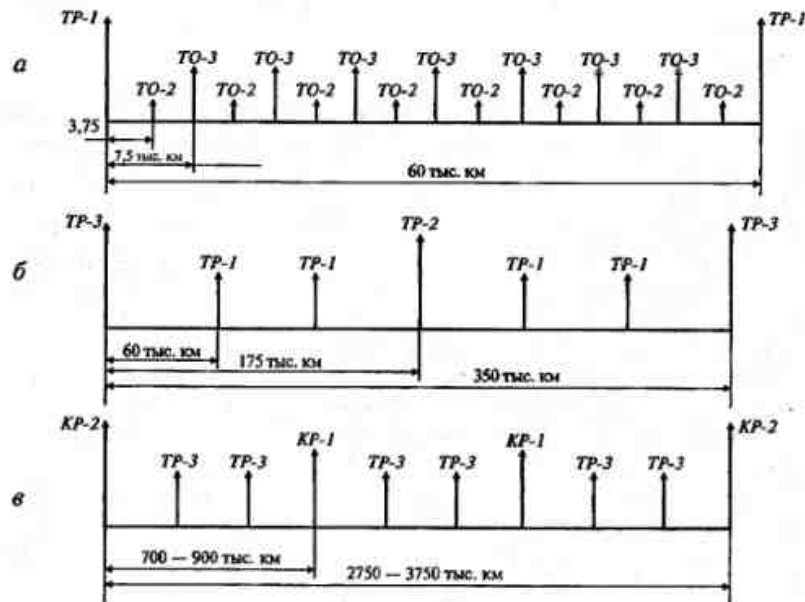 ТР-1 ТР-1
а ТО-3 ТО-3 ТО-3 ТО-3 ТО-3 ТО-3 ТО-3
ТО-2 ТО-2 ТО-2 ТО-2 ТО-2 ТО-2 ТО-2 ТО-2
3,75
7,5 тыс. км
60 тыс. км
ТР-3 ТР-2 ТР-3
б ТР-1 ТР-1 ТР-1 ТР-1
60 тыс. км
175 тыс. км
350 тыс. км
КР-2 КР-1 КР-1 КР-2
ТР-3 ТР-3 ТР-3 ТР-3 ТР-3 ТР-3
в
700 — 900 тыс. км
2750 — 3750 тыс. км